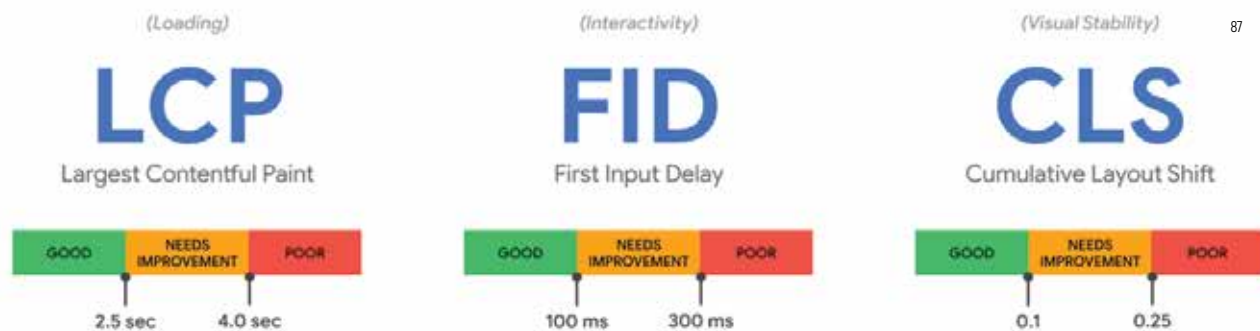 (Loading)
LCP
Largest Contentful Paint
GOOD
NEEDS
IMPROVEMENT
POOR
2.5 sec
4.0 sec
(Interactivity)
FID
First Input Delay
GOOD
NEEDS
IMPROVEMENT
POOR
100 ms
300 ms
(Visual Stability)
87
CLS
Cumulative Layout Shift
GOOD
NEEDS
IMPROVEMENT
POOR
0.1
0.25